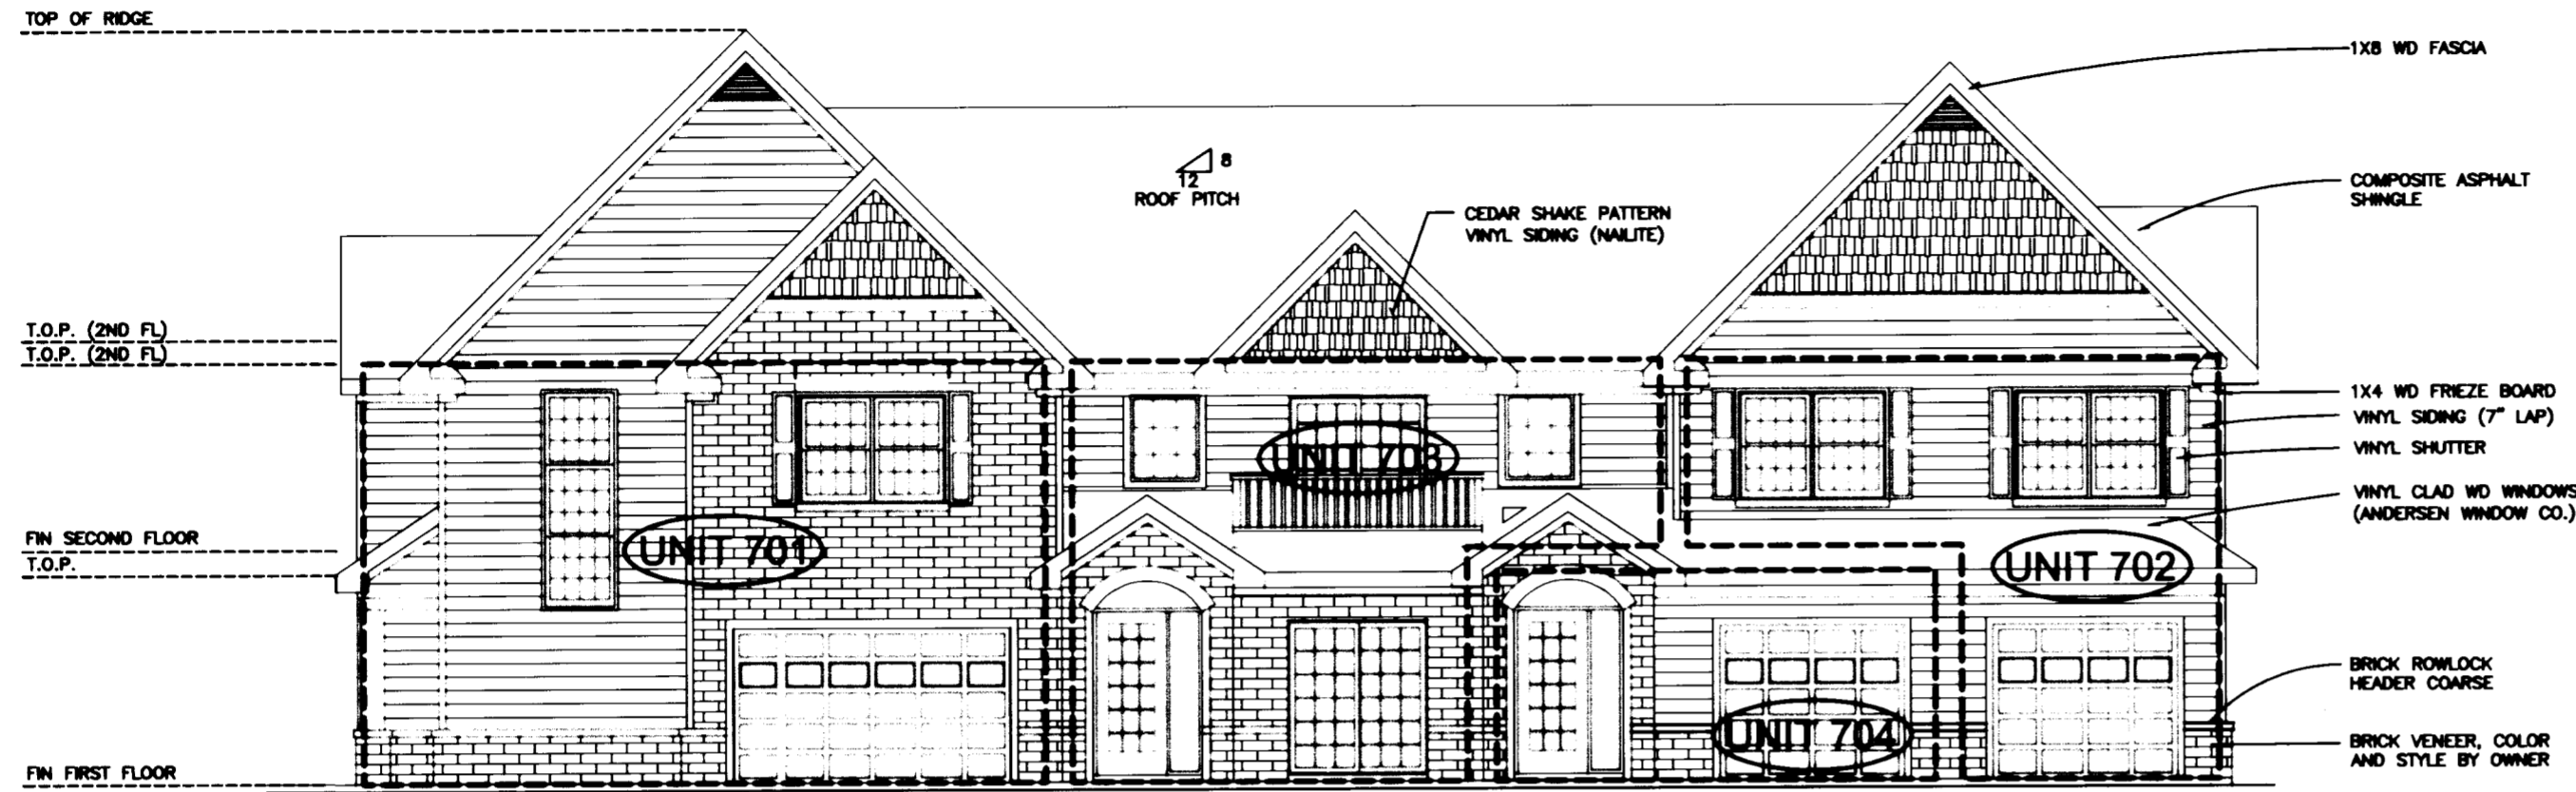 TOP OF RIDGE
1X8 WD FASCIA
8
12
ROOF PITCH
COMPOSITE ASPHALT
SHINGLE
CEDAR SHAKE PATTERN
VINYL SIDING (NAILITE)
T.O.P. (2ND FL)
T.O.P. (2ND FL)
1X4 WD FRIEZE BOARD
VINYL SIDING (7" LAP)
VINYL SHUTTER
VINYL CLAD WD WINDOWS
(ANDERSEN WINDOW CO.)
UNIT 703
FIN SECOND FLOOR
T.O.P.
UNIT 701
UNIT 702
BRICK ROWLOCK
HEADER COARSE
UNIT 704
BRICK VENEER, COLOR
AND STYLE BY OWNER
FIN FIRST FLOOR